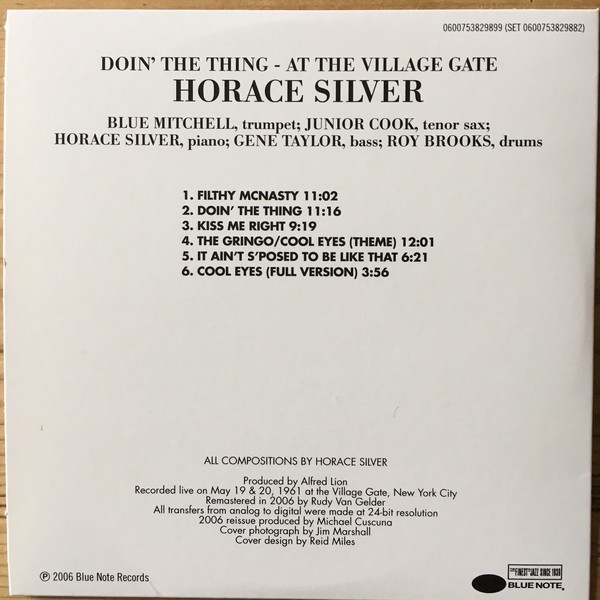 0600753829899 (SET 0600753829882)
DOIN' THE THING - AT THE VILLAGE GATE
HORACE SILVER
BLUE MITCHELL, trumpet; JUNIOR COOK, tenor sax;
HORACE SILVER, piano; GENE TAYLOR, bass; ROY BROOKS, drums
1. FILTHY MCNASTY 11:02
2. DOIN' THE THING 11:16
3. KISS ME RIGHT 9:19
4. THE GRINGO/COOL EYES (THEME) 12:01
5. IT AIN'T S'POSED TO BE LIKE THAT 6:21
6. COOL EYES (FULL VERSION) 3:56
ALL COMPOSITIONS BY HORACE SILVER
Produced by Alfred Lion
Recorded live on May 19 & 20, 1961 at the Village Gate, New York City
Remastered in 2006 by Rudy Van Gelder
All transfers from analog to digital were made at 24-bit resolution
2006 reissue produced by Michael Cuscuna
Cover photograph by Jim Marshall
Cover design by Reid Miles
℗ 2006 Blue Note Records
THE FINEST IN JAZZ SINCE 1939
BLUE NOTE